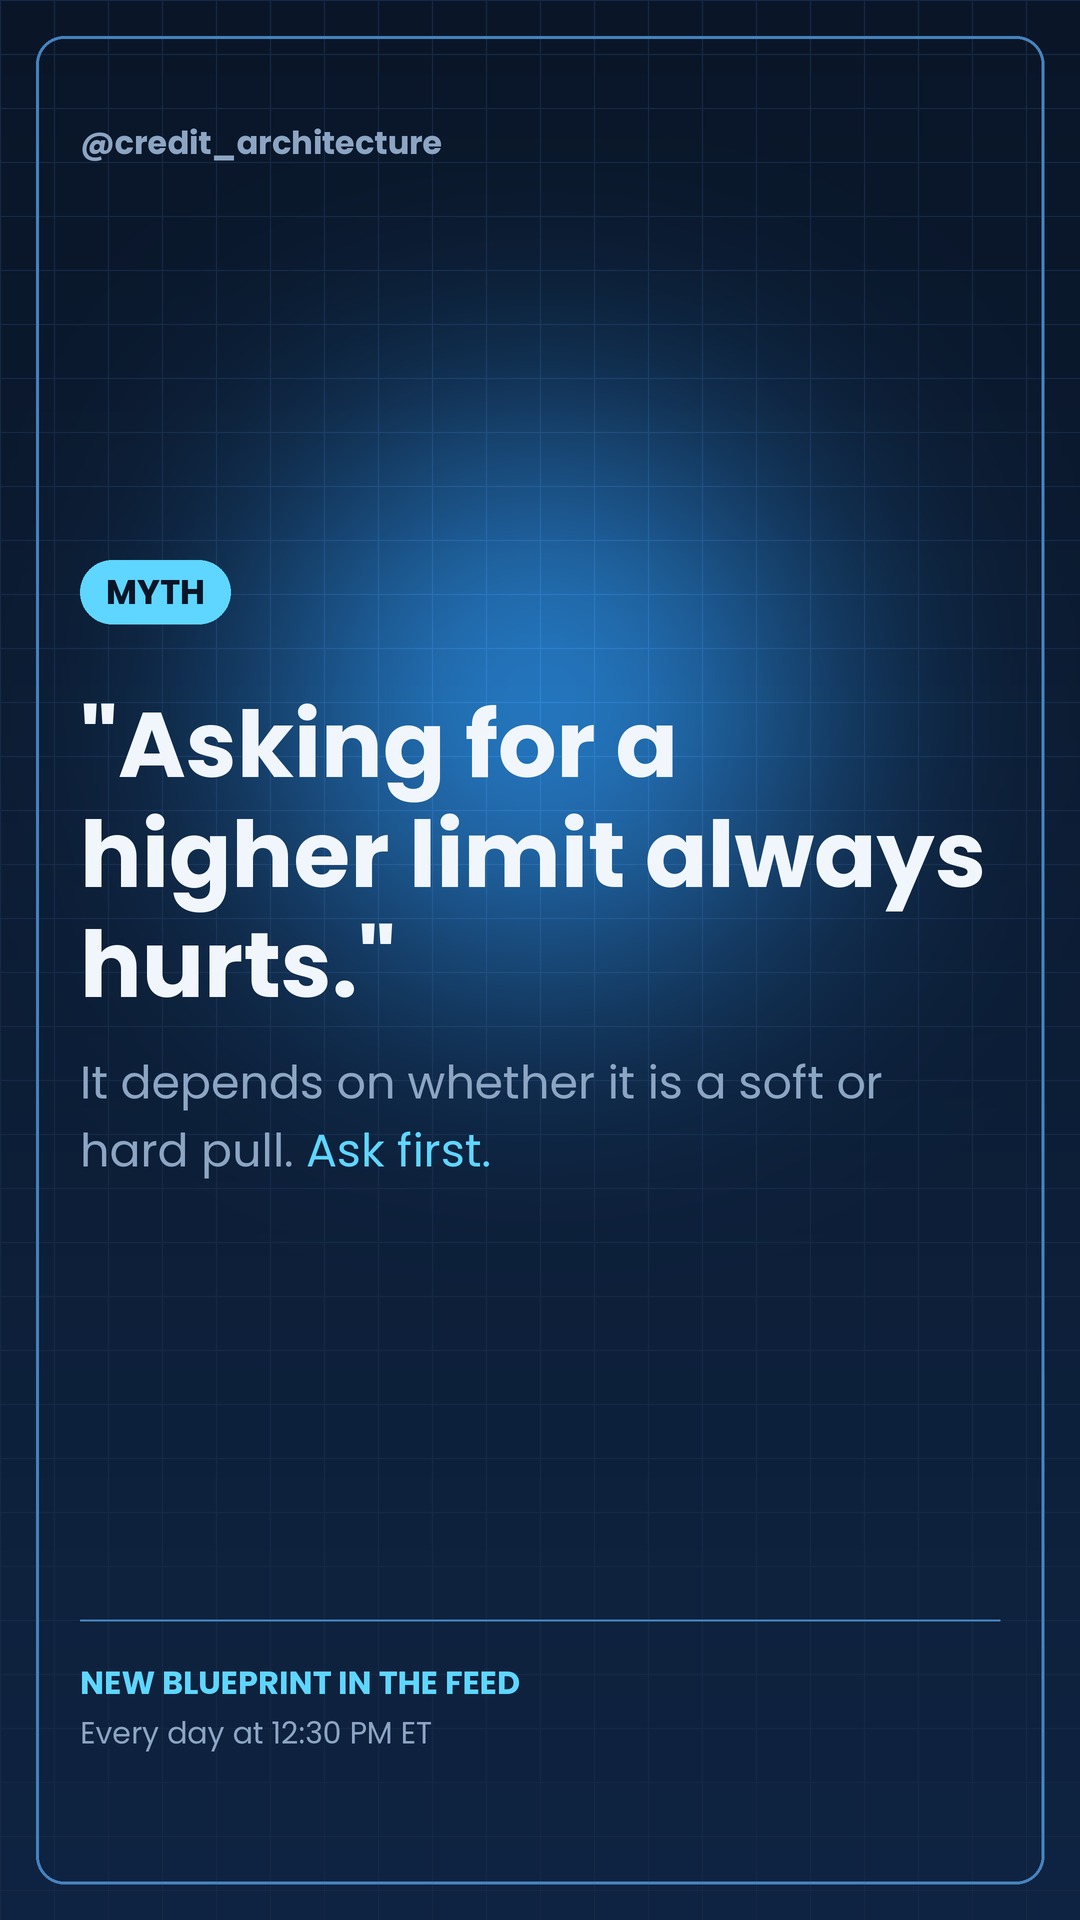 @credit_architecture
MYTH
"Asking for a
higher limit always
hurts."
It depends on whether it is a soft or
hard pull. Ask first.
NEW BLUEPRINT IN THE FEED
Every day at 12:30 PM ET